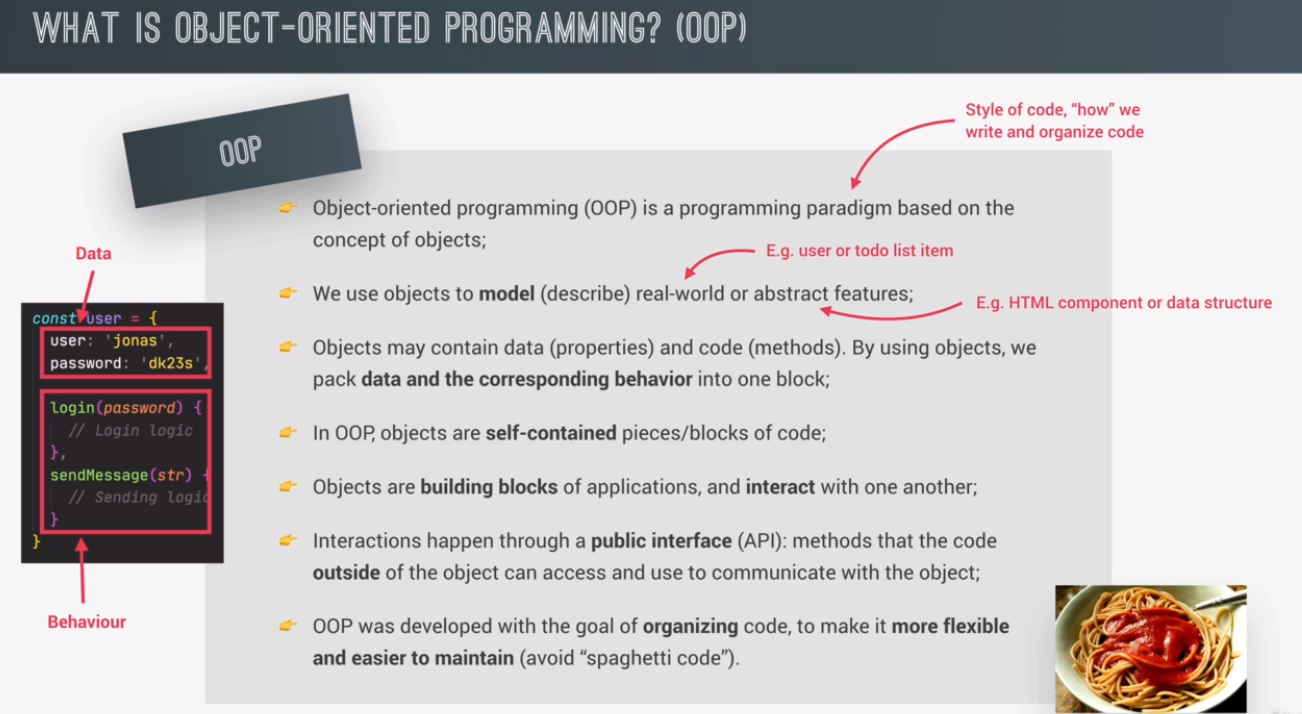 WHAT IS OBJECT-ORIENTED PROGRAMMING? (OOP)
OOP
Style of code, “how” we
write and organize code
👉 Object-oriented programming (OOP) is a programming paradigm based on the
concept of objects;
E.g. user or todo list item
👉 We use objects to model (describe) real-world or abstract features;
E.g. HTML component or data structure
👉 Objects may contain data (properties) and code (methods). By using objects, we
pack data and the corresponding behavior into one block;
👉 In OOP, objects are self-contained pieces/blocks of code;
👉 Objects are building blocks of applications, and interact with one another;
👉 Interactions happen through a public interface (API): methods that the code
outside of the object can access and use to communicate with the object;
👉 OOP was developed with the goal of organizing code, to make it more flexible
and easier to maintain (avoid “spaghetti code”).
Data
const user = {
user: 'jonas',
password: 'dk23s',
login(password) {
// Login logic
},
sendMessage(str) {
// Sending logic
}
}
Behaviour